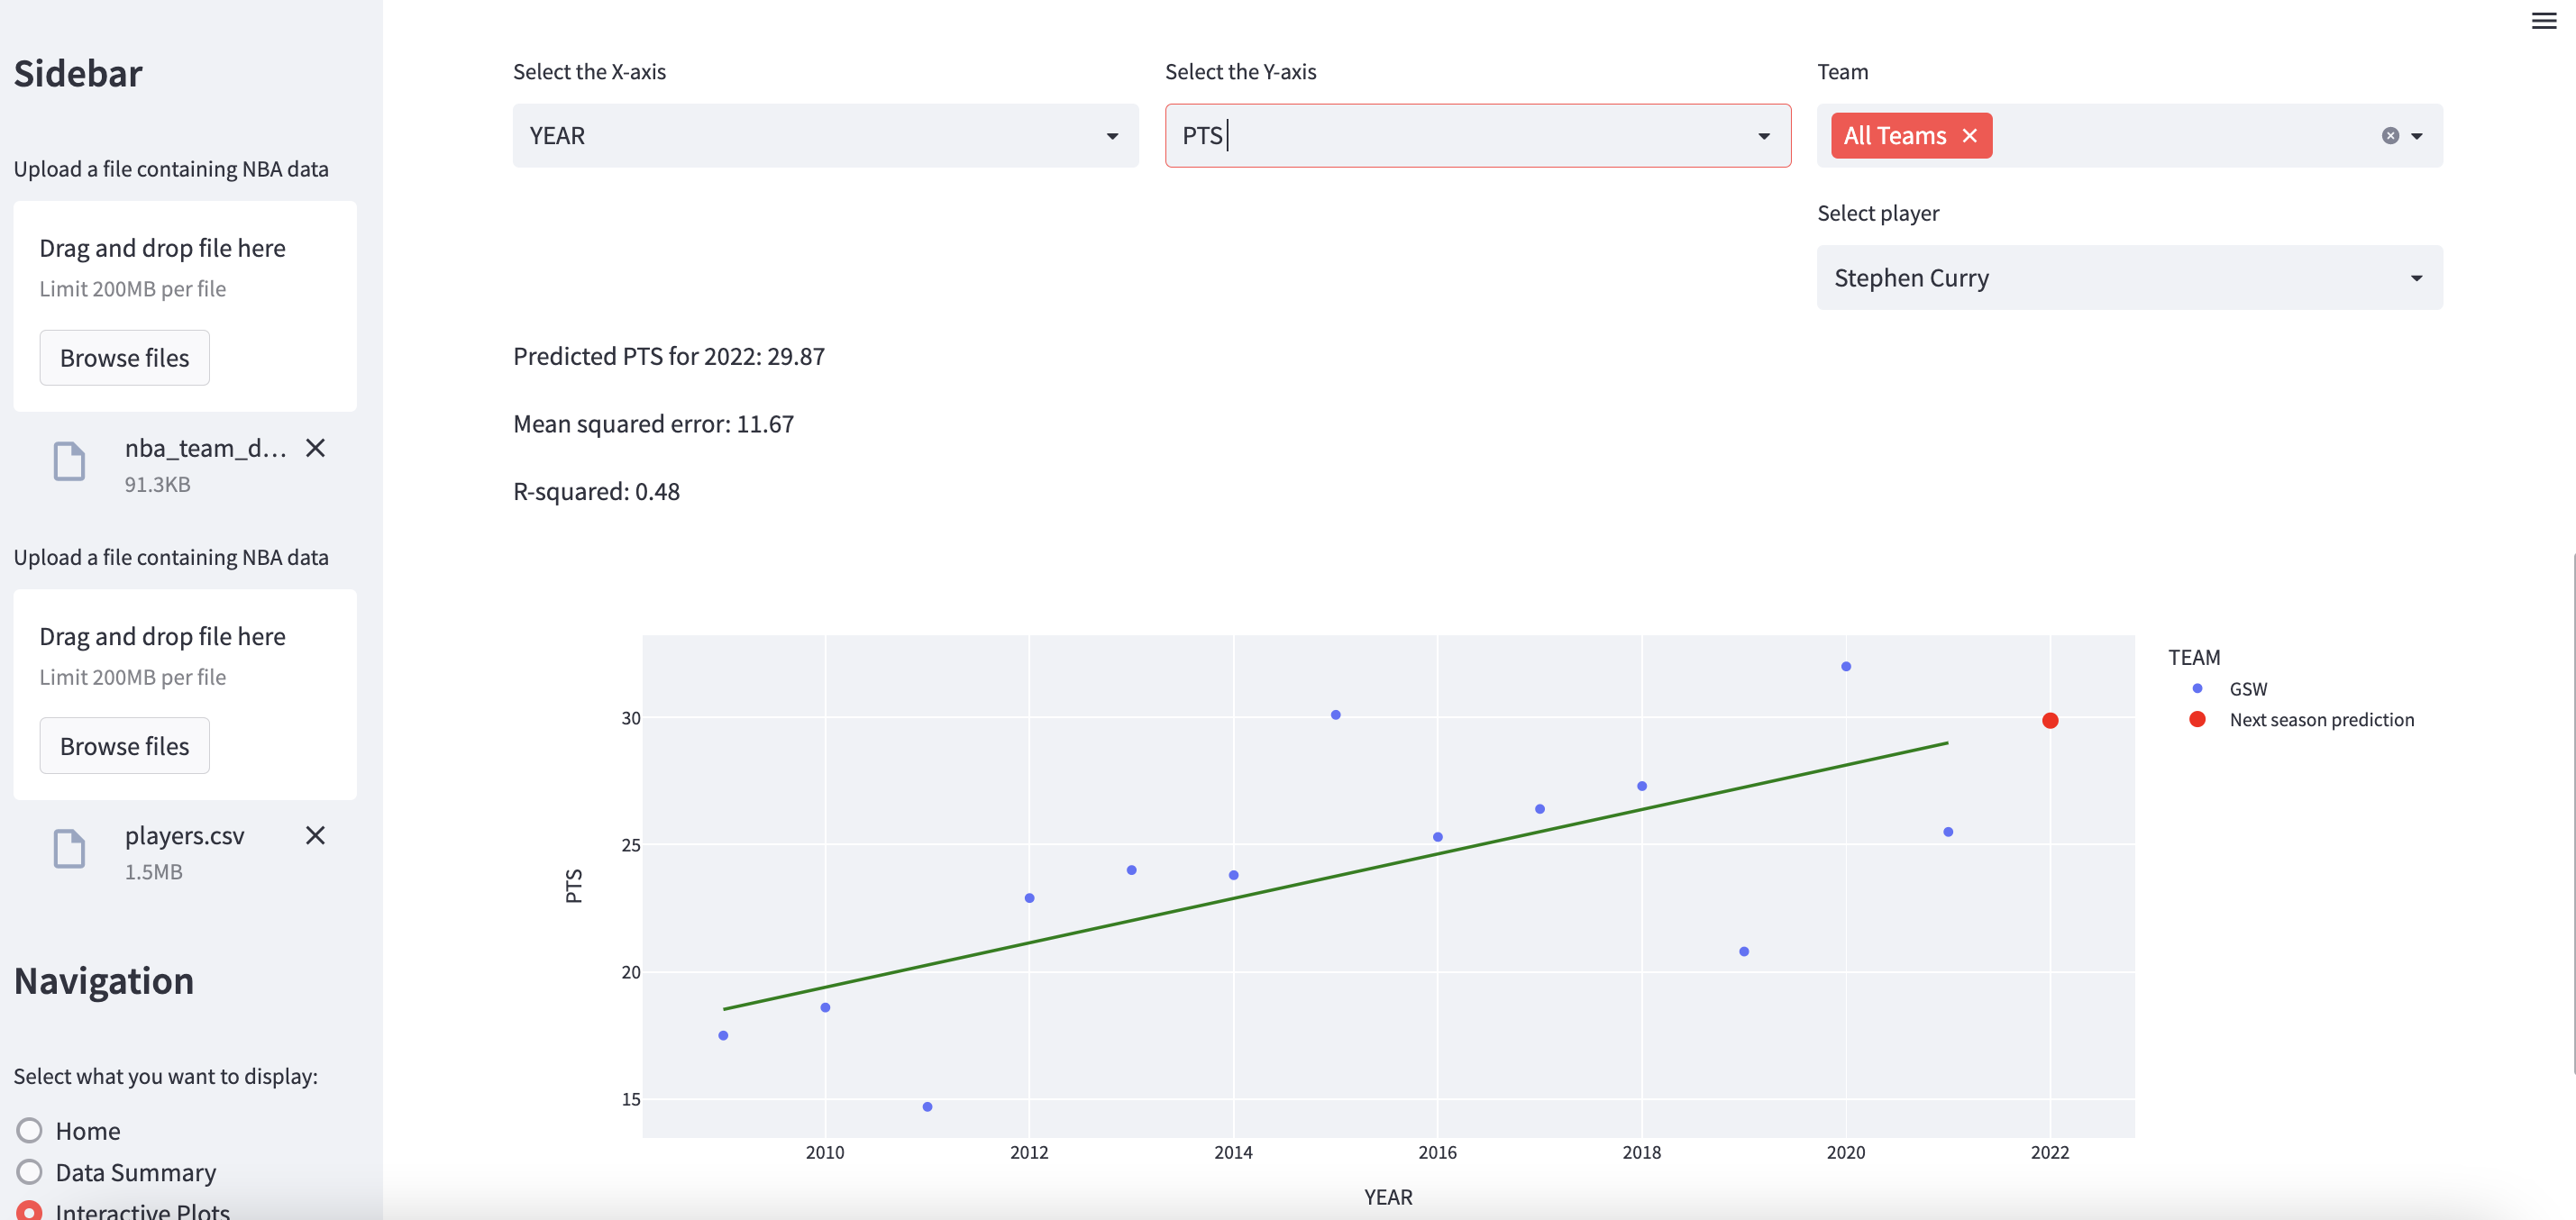 Sidebar
Upload a file containing NBA data
Drag and drop file here
Limit 200MB per file
Browse files
nba_team_d...
91.3KB
Upload a file containing NBA data
Drag and drop file here
Limit 200MB per file
Browse files
players.csv
1.5MB
Navigation
Select what you want to display:
Home
Data Summary
Interactive Plots
Select the X-axis
YEAR
Select the Y-axis
PTS
Team
All Teams
Select player
Stephen Curry
Predicted PTS for 2022: 29.87
Mean squared error: 11.67
R-squared: 0.48
PTS
30
25
20
15
2010 2012 2014 2016 2018 2020 2022
YEAR
TEAM
GSW
Next season prediction